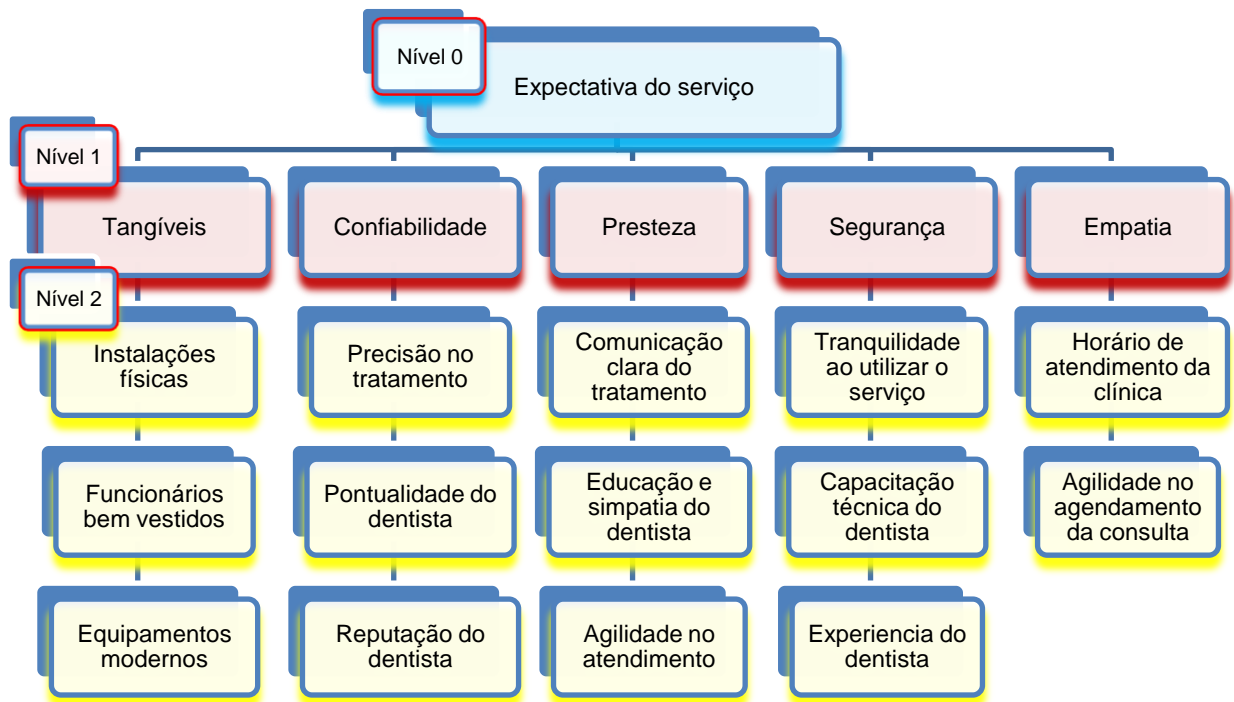 Nível 0
Expectativa do serviço
Nível 1
Tangíveis
Confiabilidade
Presteza
Segurança
Empatia
Nível 2
Instalações
físicas
Precisão no
tratamento
Comunicação
clara do
tratamento
Tranquilidade
ao utilizar o
serviço
Horário de
atendimento da
clínica
Funcionários
bem vestidos
Pontualidade do
dentista
Educação e
simpatia do
dentista
Capacitação
técnica do
dentista
Agilidade no
agendamento
da consulta
Equipamentos
modernos
Reputação do
dentista
Agilidade no
atendimento
Experiencia do
dentista